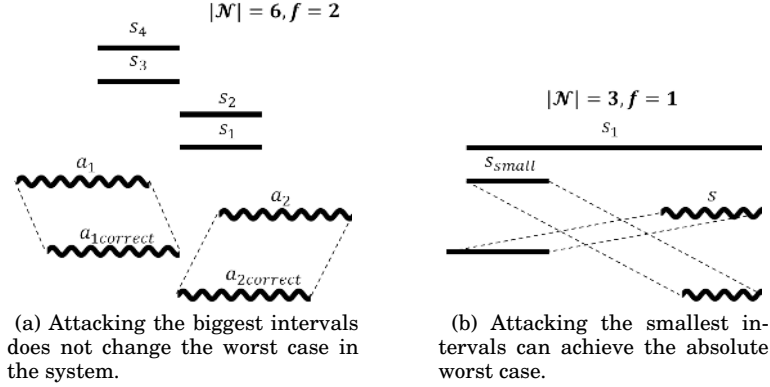 |𝒩| = 6, f = 2
s₄
s₃
s₂
s₁
a₁
a₂
a₁correct
a₂correct
(a) Attacking the biggest intervals
does not change the worst case in
the system.
|𝒩| = 3, f = 1
s₁
s_small
s
(b) Attacking the smallest in-
tervals can achieve the absolute
worst case.